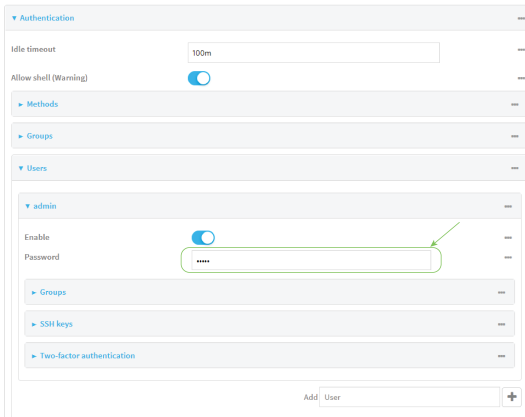 Authentication
Idle timeout 100m
Allow shell (Warning)
Methods
Groups
Users
admin
Enable
Password •••••
Groups
SSH keys
Two-factor authentication
Add User